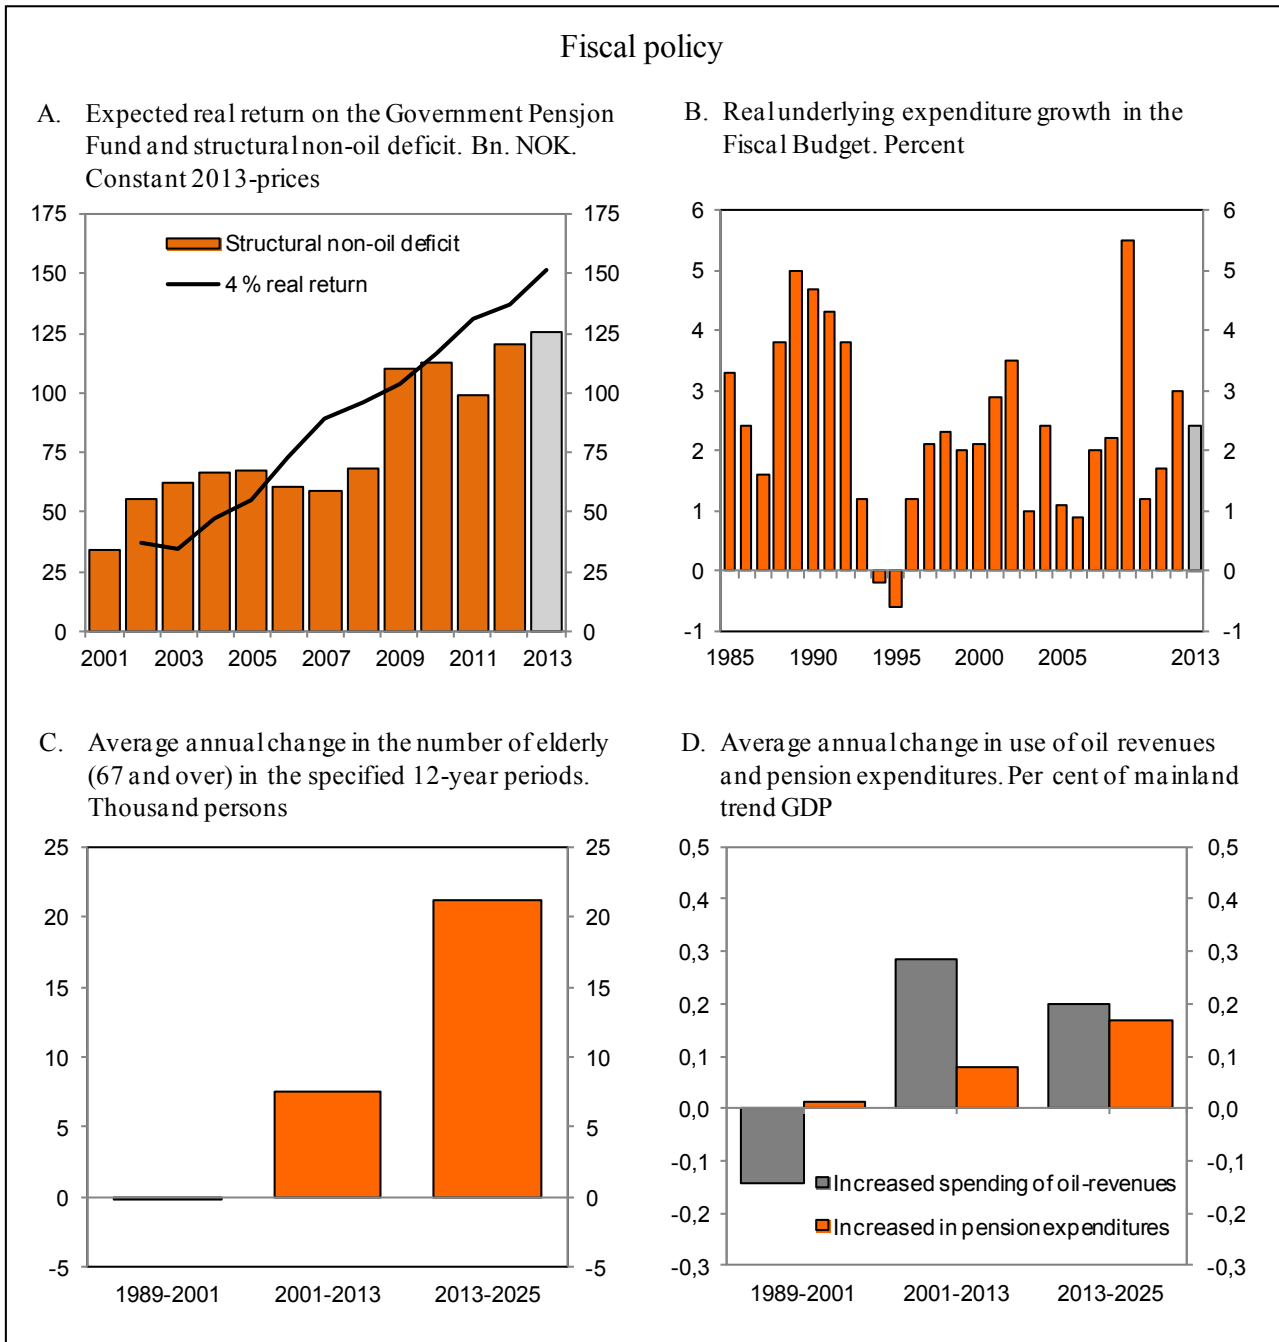 Fiscal policy
A. Expected real return on the Government Pensjon
Fund and structural non-oil deficit. Bn. NOK.
Constant 2013-prices
175 175
150 150
125 125
100 100
75 75
50 50
25 25
0 0
Structural non-oil deficit
4 % real return
2001 2003 2005 2007 2009 2011 2013
B. Real underlying expenditure growth in the
Fiscal Budget. Percent
6 6
5 5
4 4
3 3
2 2
1 1
0 0
-1 -1
1985 1990 1995 2000 2005 2013
C. Average annual change in the number of elderly
(67 and over) in the specified 12-year periods.
Thousand persons
25 25
20 20
15 15
10 10
5 5
0 0
-5 -5
1989-2001 2001-2013 2013-2025
D. Average annual change in use of oil revenues
and pension expenditures. Per cent of mainland
trend GDP
0,5 0,5
0,4 0,4
0,3 0,3
0,2 0,2
0,1 0,1
0,0 0,0
-0,1 -0,1
-0,2 -0,2
-0,3 -0,3
Increased spending of oil-revenues
Increased in pension expenditures
1989-2001 2001-2013 2013-2025